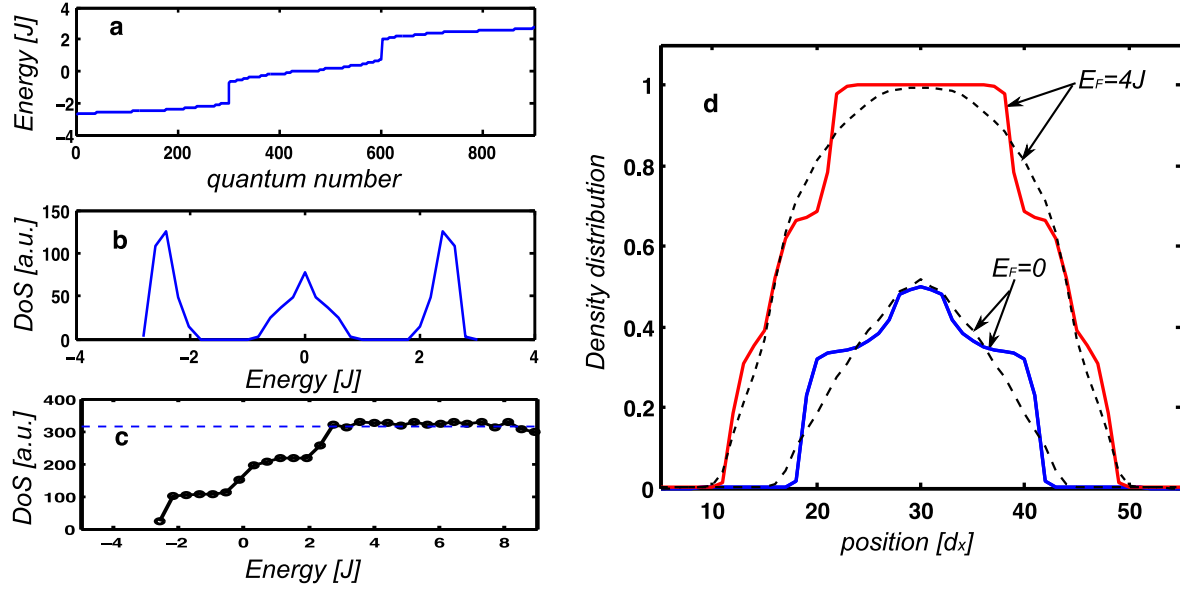 a
Energy [J]
4
2
0
−2
−4
0 200 400 600 800
quantum number
b
DoS [a.u.]
150
100
50
0
−4 −2 0 2 4
Energy [J]
c
DoS [a.u.]
400
300
200
100
0
−4 −2 0 2 4 6 8
Energy [J]
d
Density distribution
1
0.8
0.6
0.4
0.2
0
E_F=4J
E_F=0
10 20 30 40 50
position [d_x]